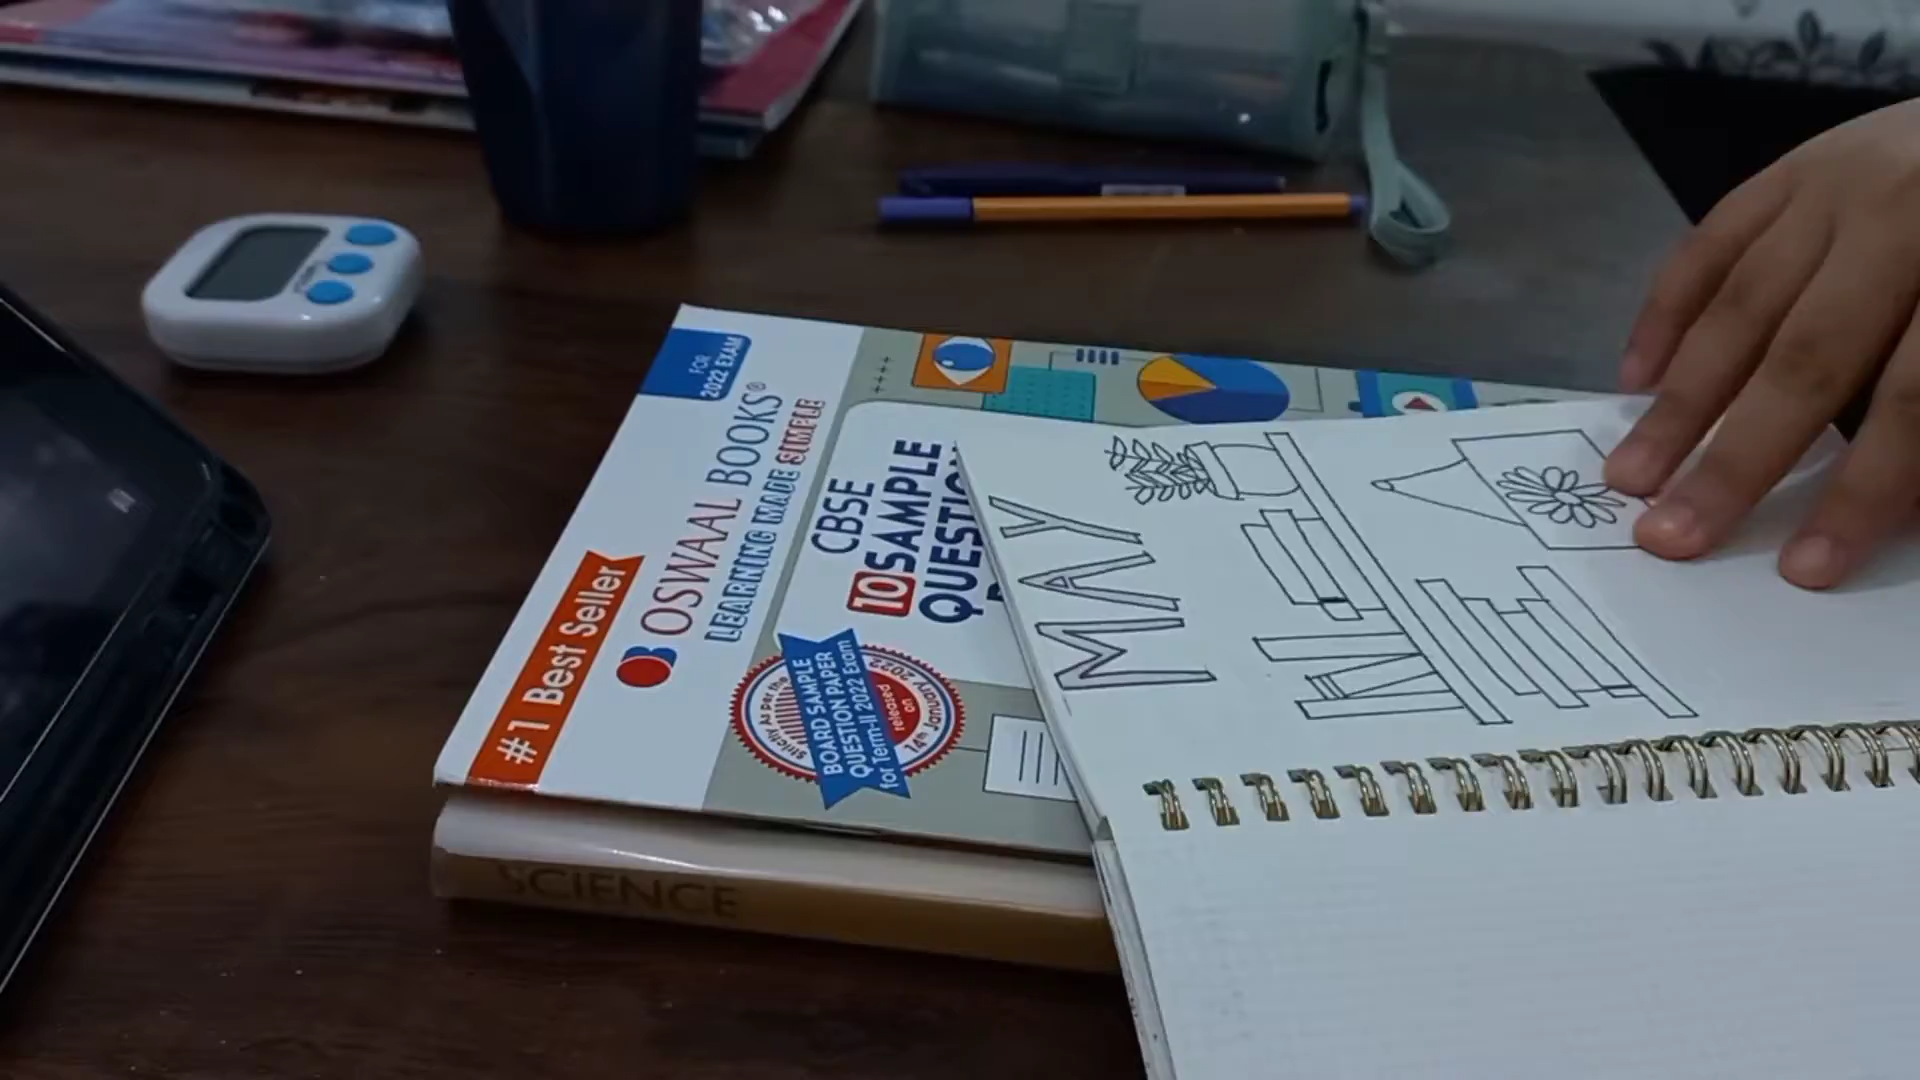 FOR
2022 EXAM
OSWAAL BOOKS®
LEARNING MADE SIMPLE
#1 Best Seller
CBSE
10 SAMPLE
Strictly As per the
BOARD SAMPLE
QUESTION PAPER
for Term-II 2022 Exam
released
on
14th January 2022
SCIENCE
MAY